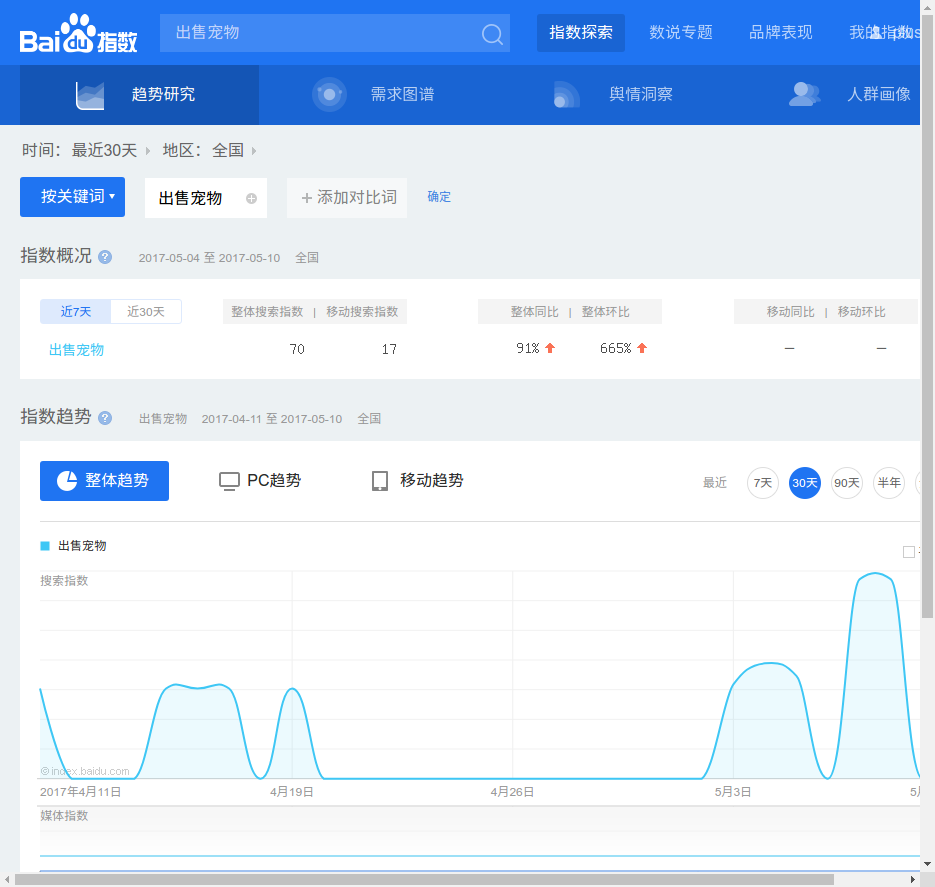 Bai du 指数
出售宠物
指数探索 数说专题 品牌表现 我的指数
趋势研究 需求图谱 舆情洞察 人群画像
时间: 最近30天 地区: 全国
按关键词 出售宠物 添加对比词 确定
指数概况 ? 2017-05-04 至 2017-05-10 全国
近7天 近30天 整体搜索指数 | 移动搜索指数 整体同比 | 整体环比 移动同比 | 移动环比
出售宠物 70 17 91% 665% — —
指数趋势 ? 出售宠物 2017-04-11 至 2017-05-10 全国
整体趋势 PC趋势 移动趋势 最近 7天 30天 90天 半年
出售宠物
搜索指数
©index.baidu.com
2017年4月11日 4月19日 4月26日 5月3日
媒体指数